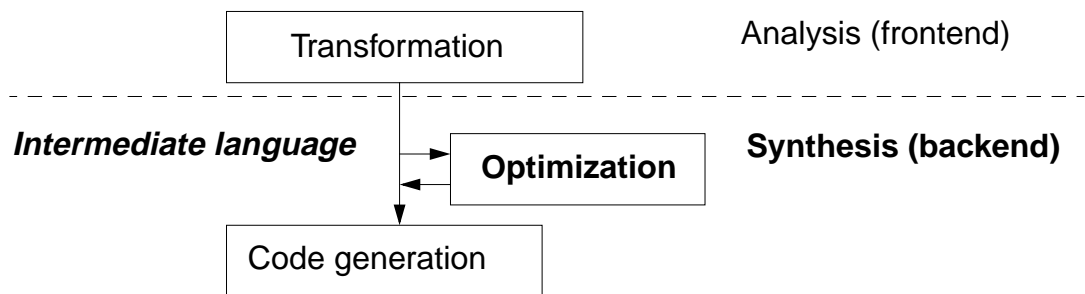 Transformation
Analysis (frontend)
Intermediate language
Optimization
Synthesis (backend)
Code generation